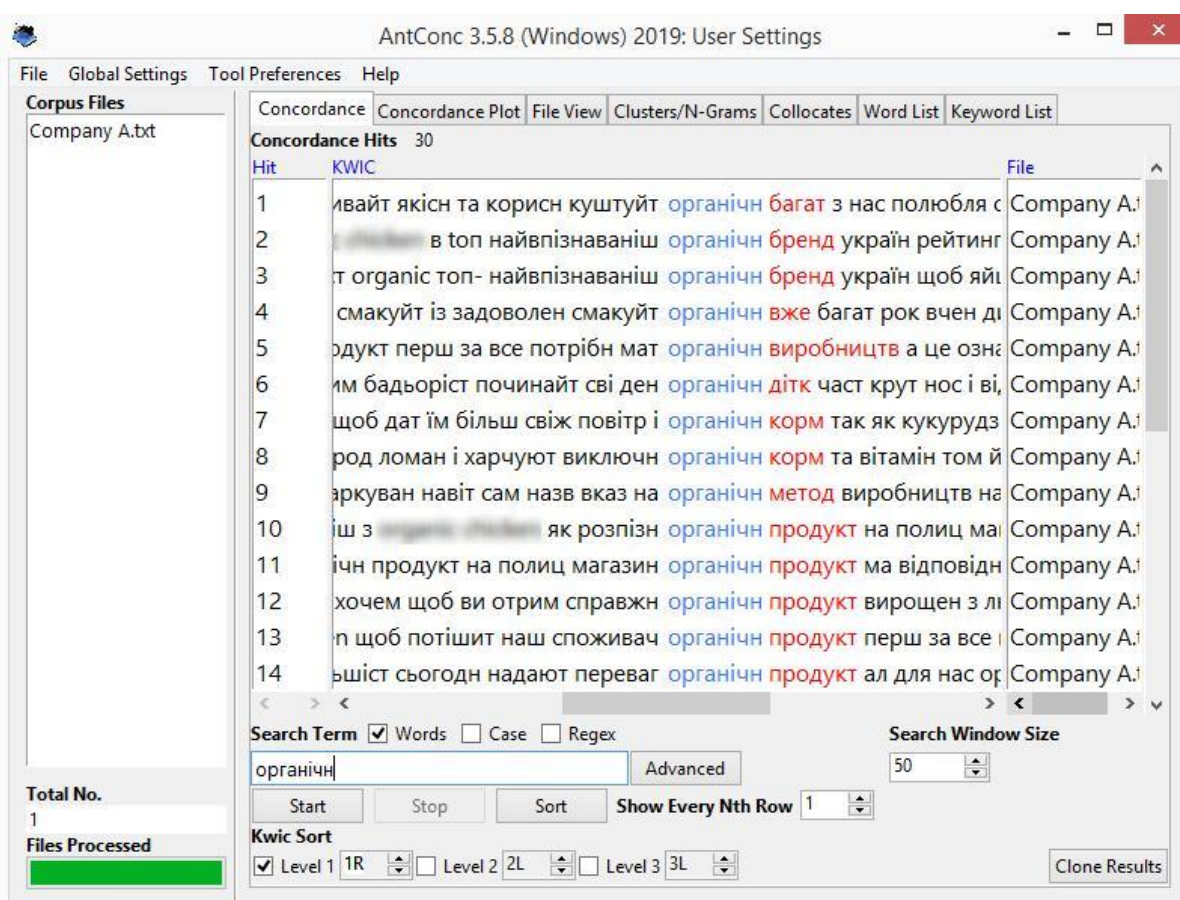 AntConc 3.5.8 (Windows) 2019: User Settings
File Global Settings Tool Preferences Help
Corpus Files
Company A.txt
Total No.
1
Files Processed
Concordance Concordance Plot File View Clusters/N-Grams Collocates Word List Keyword List
Concordance Hits 30
Hit KWIC File
1 ивайт якісн та корисн куштуйт органічн багат з нас полюбля с Company A.t
2 в топ найвпізнаваніш органічн бренд україн рейтинг Company A.t
3 т organic топ- найвпізнаваніш органічн бренд україн щоб яйц Company A.t
4 смакуйт із задоволен смакуйт органічн вже багат рок вчен ди Company A.t
5 одукт перш за все потрібн мат органічн виробництв а це озна Company A.t
6 им бадьоріст починайт сві ден органічн дітк част крут нос і від Company A.t
7 щоб дат їм більш свіж повітр і органічн корм так як кукурудз Company A.t
8 род ломан і харчуют виключн органічн корм та вітамін том й Company A.t
9 аркуван навіт сам назв вказ на органічн метод виробництв на Company A.t
10 іш з як розпізн органічн продукт на полиц маг Company A.t
11 ічн продукт на полиц магазин органічн продукт ма відповідн Company A.t
12 хочем щоб ви отрим справжн органічн продукт вирощен з лю Company A.t
13 n щоб потішит наш споживач органічн продукт перш за все Company A.t
14 ьшіст сьогодн надают переваг органічн продукт ал для нас ор Company A.t
Search Term Words Case Regex Search Window Size
органічн Advanced 50
Start Stop Sort Show Every Nth Row 1
Kwic Sort
Level 1 1R Level 2 2L Level 3 3L Clone Results